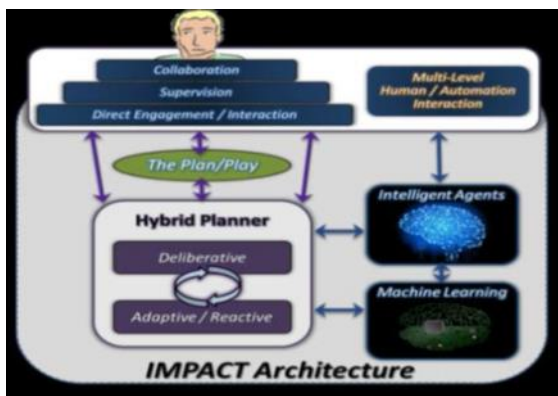 Collaboration
Supervision
Direct Engagement / Interaction
Multi-Level
Human / Automation
Interaction
The Plan/Play
Hybrid Planner
Deliberative
Adaptive / Reactive
Intelligent Agents
Machine Learning
IMPACT Architecture